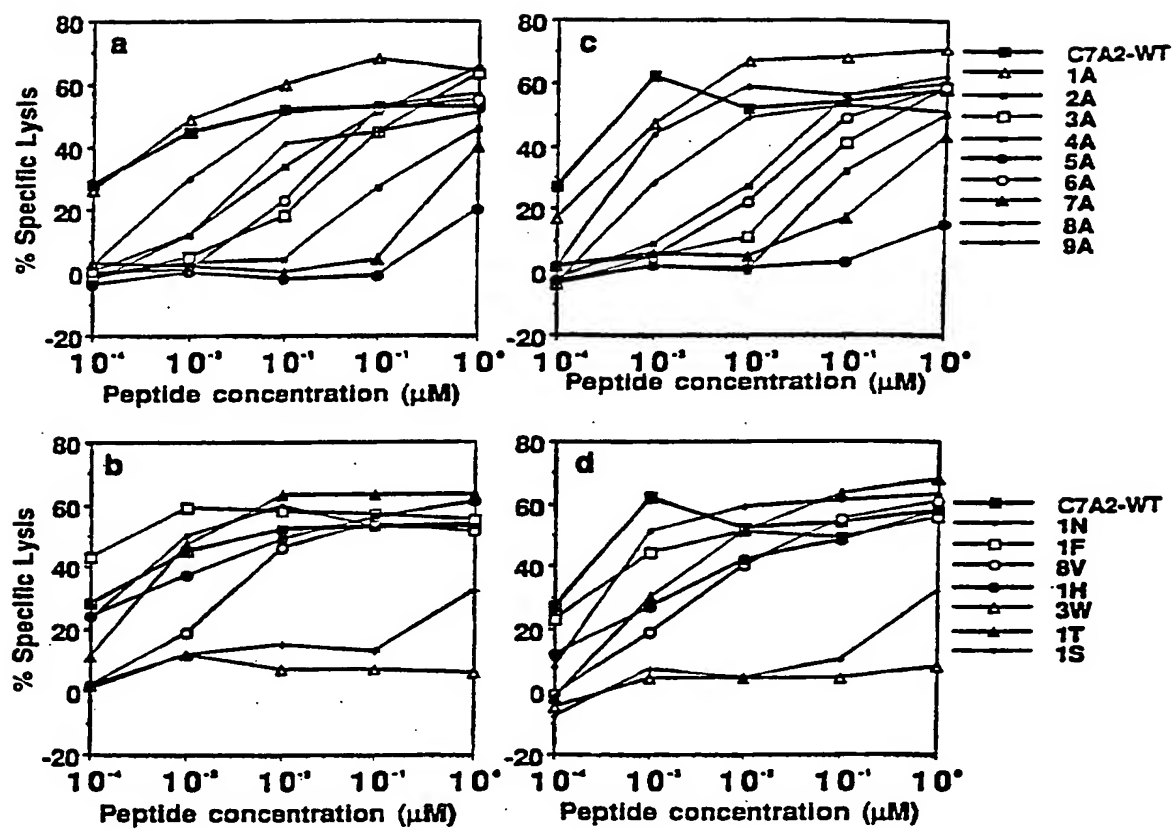 a
% Specific Lysis
80
60
40
20
0
-20
10⁻⁴ 10⁻³ 10⁻² 10⁻¹ 10⁰
Peptide concentration (μM)
c
80
60
40
20
0
-20
10⁻⁴ 10⁻³ 10⁻² 10⁻¹ 10⁰
Peptide concentration (μM)
C7A2-WT
1A
2A
3A
4A
5A
6A
7A
8A
9A
b
% Specific Lysis
80
60
40
20
0
-20
10⁻⁴ 10⁻³ 10⁻² 10⁻¹ 10⁰
Peptide concentration (μM)
d
80
60
40
20
0
-20
10⁻⁴ 10⁻³ 10⁻² 10⁻¹ 10⁰
Peptide concentration (μM)
C7A2-WT
1N
1F
8V
1H
3W
1T
1S